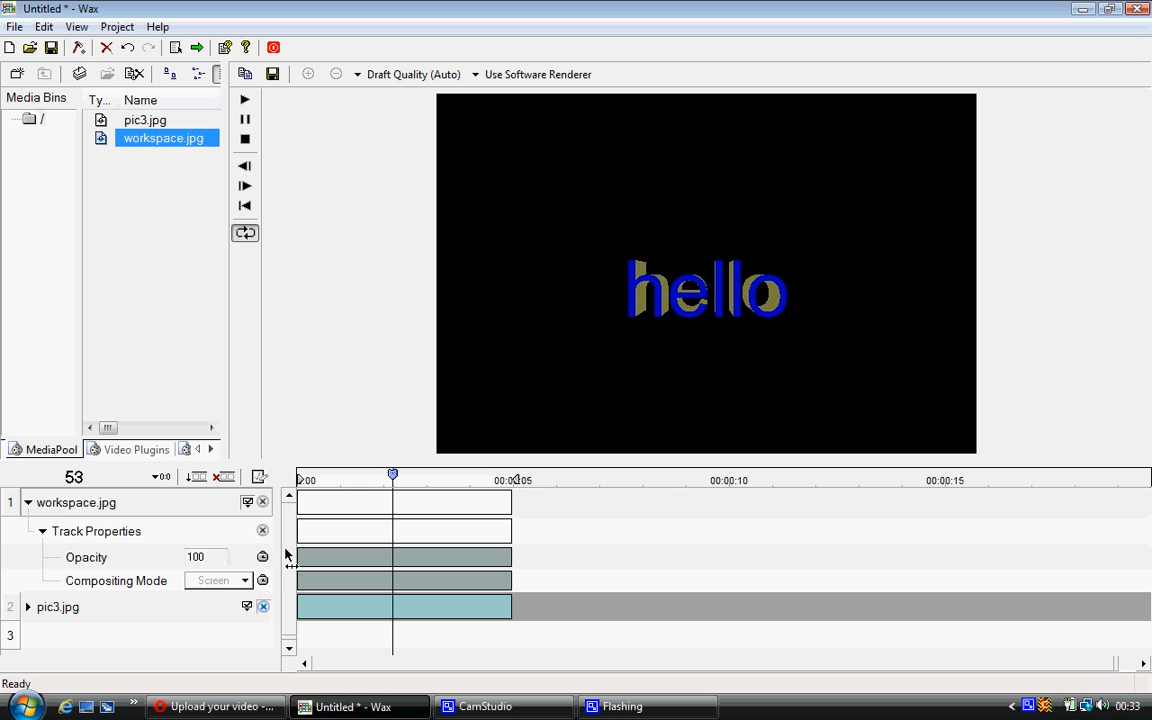 Untitled * - Wax
File Edit View Project Help
Draft Quality (Auto) Use Software Renderer
Media Bins
Ty... Name
/
pic3.jpg
workspace.jpg
hello
MediaPool Video Plugins
53
0:00 00:00:05 00:00:10 00:00:15
1 workspace.jpg
Track Properties
Opacity 100
Compositing Mode Screen
2 pic3.jpg
3
Ready
Upload your video -... Untitled * - Wax CamStudio Flashing 00:33